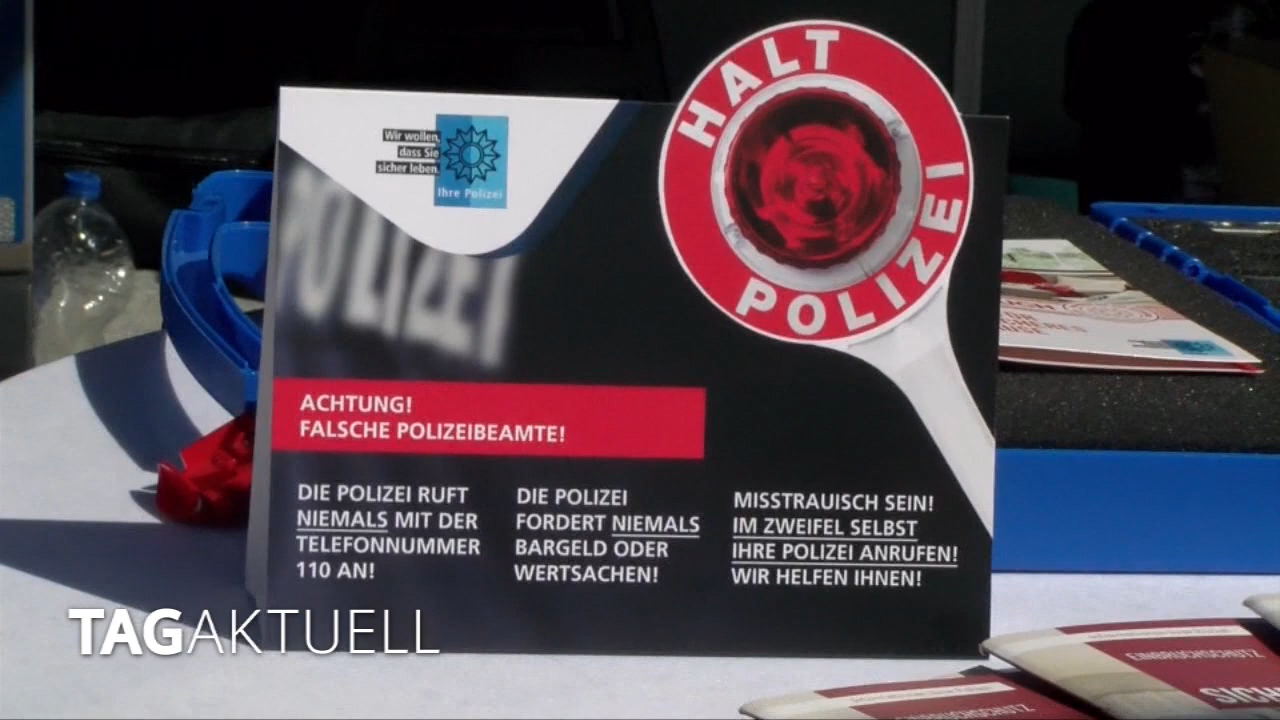 HALT
POLIZEI
Wir wollen,
dass Sie
sicher leben.
Ihre Polizei
POLIZEI
ACHTUNG!
FALSCHE POLIZEIBEAMTE!
DIE POLIZEI RUFT
NIEMALS MIT DER
TELEFONNUMMER
110 AN!
DIE POLIZEI
FORDERT NIEMALS
BARGELD ODER
WERTSACHEN!
MISSTRAUISCH SEIN!
IM ZWEIFEL SELBST
IHRE POLIZEI ANRUFEN!
WIR HELFEN IHNEN!
TAGAKTUELL
EINBRUCHSCHUTZ
EINBRUCHSCHUTZ